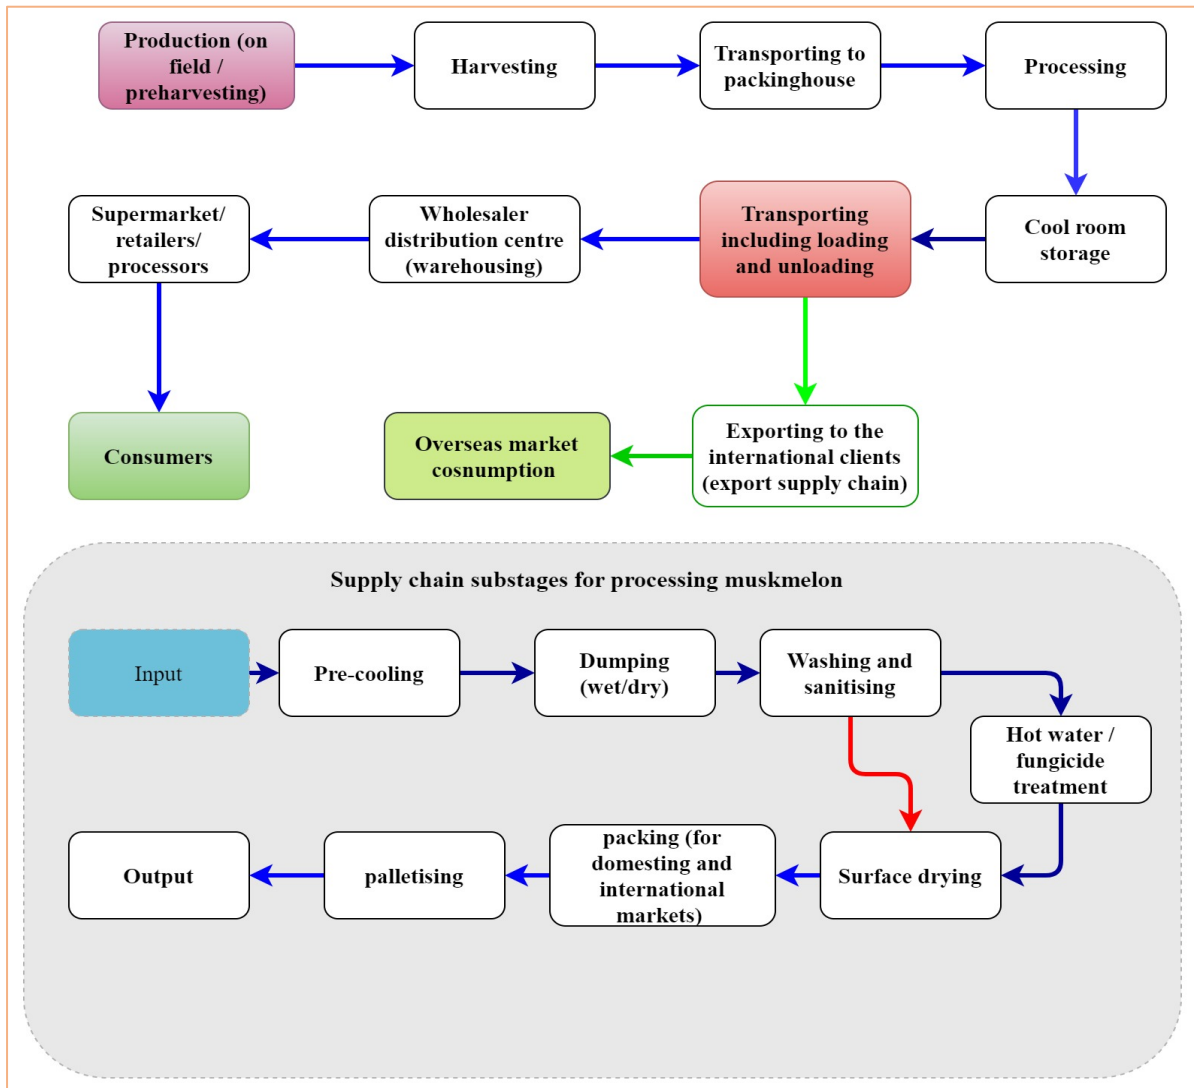 Production (on
field /
preharvesting)
Harvesting
Transporting to
packinghouse
Processing
Supermarket/
retailers/
processors
Wholesaler
distribution centre
(warehousing)
Transporting
including loading
and unloading
Cool room
storage
Consumers
Overseas market
cosnumption
Exporting to the
international clients
(export supply chain)
Supply chain substages for processing muskmelon
Input
Pre-cooling
Dumping
(wet/dry)
Washing and
sanitising
Hot water /
fungicide
treatment
Output
palletising
packing (for
domesting and
international
markets)
Surface drying